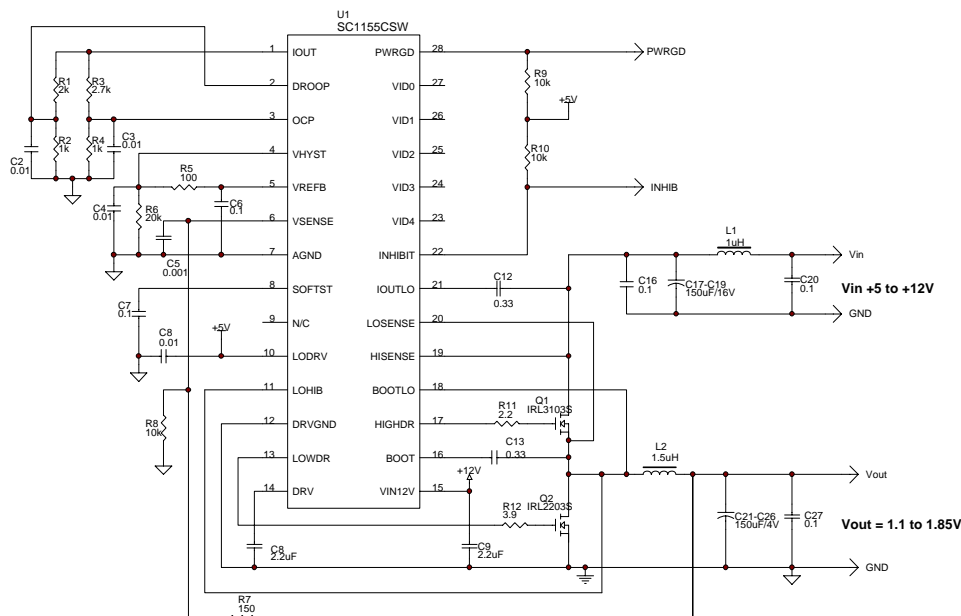 U1
SC1155CSW
1 IOUT PWRGD 28 PWRGD
R1 2k R3 2.7k
2 DROOP VID0 27
R9 10k
+5V
3 OCP VID1 26
R2 1k R4 1k C3 0.01
C2 0.01
4 VHYST VID2 25
R10 10k
R5 100
5 VREFB VID3 24 INHIB
C4 0.01 R6 20k C6 0.1
6 VSENSE VID4 23
C5 0.001
7 AGND INHIBIT 22
L1 1uH
Vin
C12 0.33
8 SOFTST IOUTLO 21
C16 0.1 C17-C19 150uF/16V C20 0.1
Vin +5 to +12V
C7 0.1
9 N/C LOSENSE 20
GND
C8 0.01 +5V
10 LODRV HISENSE 19
11 LOHIB BOOTLO 18
R8 10k
12 DRVGND HIGHDR 17
R11 2.2
Q1 IRL3103S
13 LOWDR BOOT 16
C13 0.33
L2 1.5uH
Vout
+12V
14 DRV VIN12V 15
R12 3.9
Q2 IRL2203S
C21-C26 150uF/4V C27 0.1
Vout = 1.1 to 1.85V
C8 2.2uF
C9 2.2uF
GND
R7 150